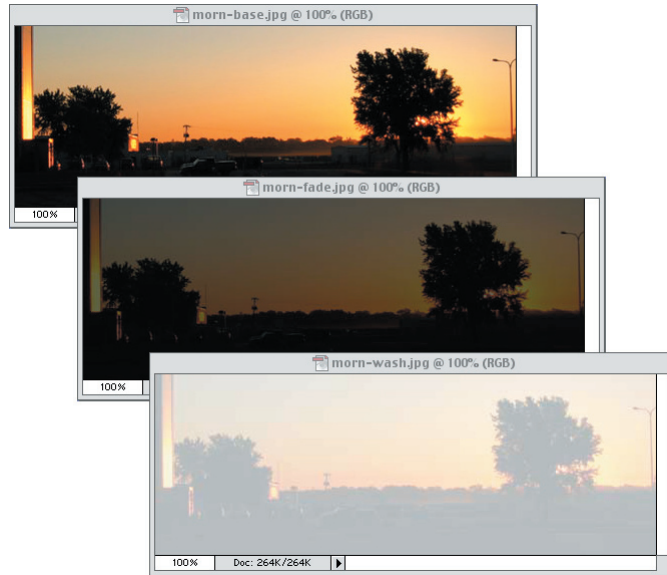 morn-base.jpg @ 100% (RGB)
100%
morn-fade.jpg @ 100% (RGB)
100%
morn-wash.jpg @ 100% (RGB)
100%
Doc: 264K/264K